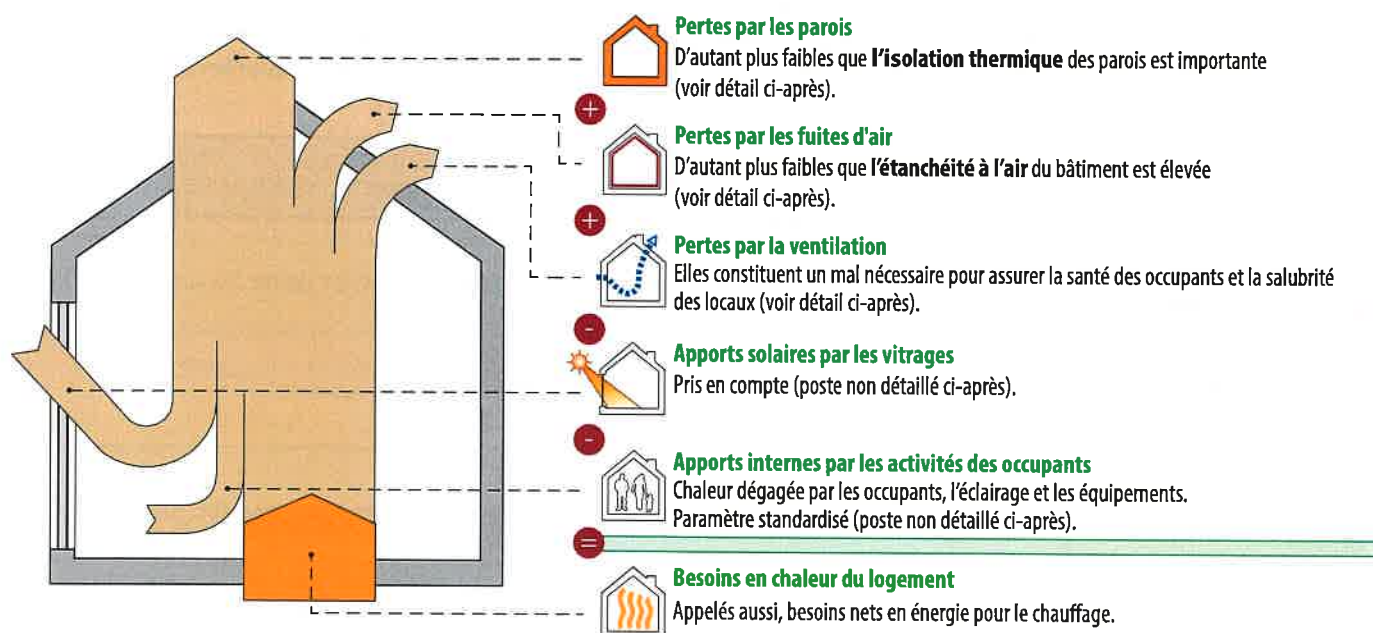 Pertes par les parois
D'autant plus faibles que l'isolation thermique des parois est importante
(voir détail ci-après).
+
Pertes par les fuites d'air
D'autant plus faibles que l'étanchéité à l'air du bâtiment est élevée
(voir détail ci-après).
+
Pertes par la ventilation
Elles constituent un mal nécessaire pour assurer la santé des occupants et la salubrité
des locaux (voir détail ci-après).
-
Apports solaires par les vitrages
Pris en compte (poste non détaillé ci-après).
-
Apports internes par les activités des occupants
Chaleur dégagée par les occupants, l'éclairage et les équipements.
Paramètre standardisé (poste non détaillé ci-après).
=
Besoins en chaleur du logement
Appelés aussi, besoins nets en énergie pour le chauffage.